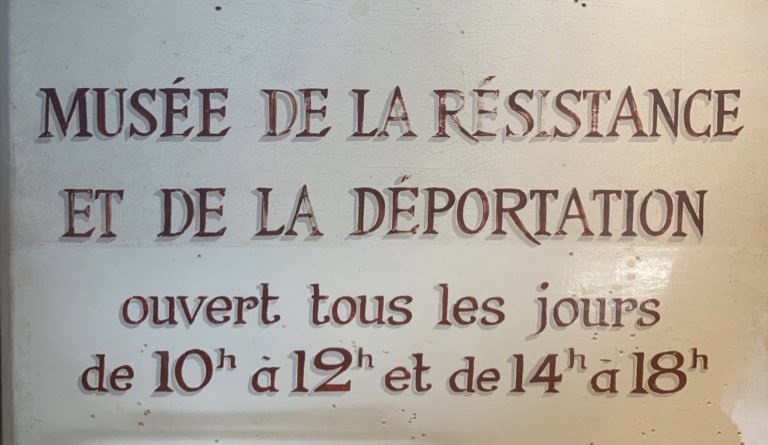 MUSÉE DE LA RÉSISTANCE
ET DE LA DÉPORTATION
ouvert tous les jours
de 10h à 12h et de 14h à 18h